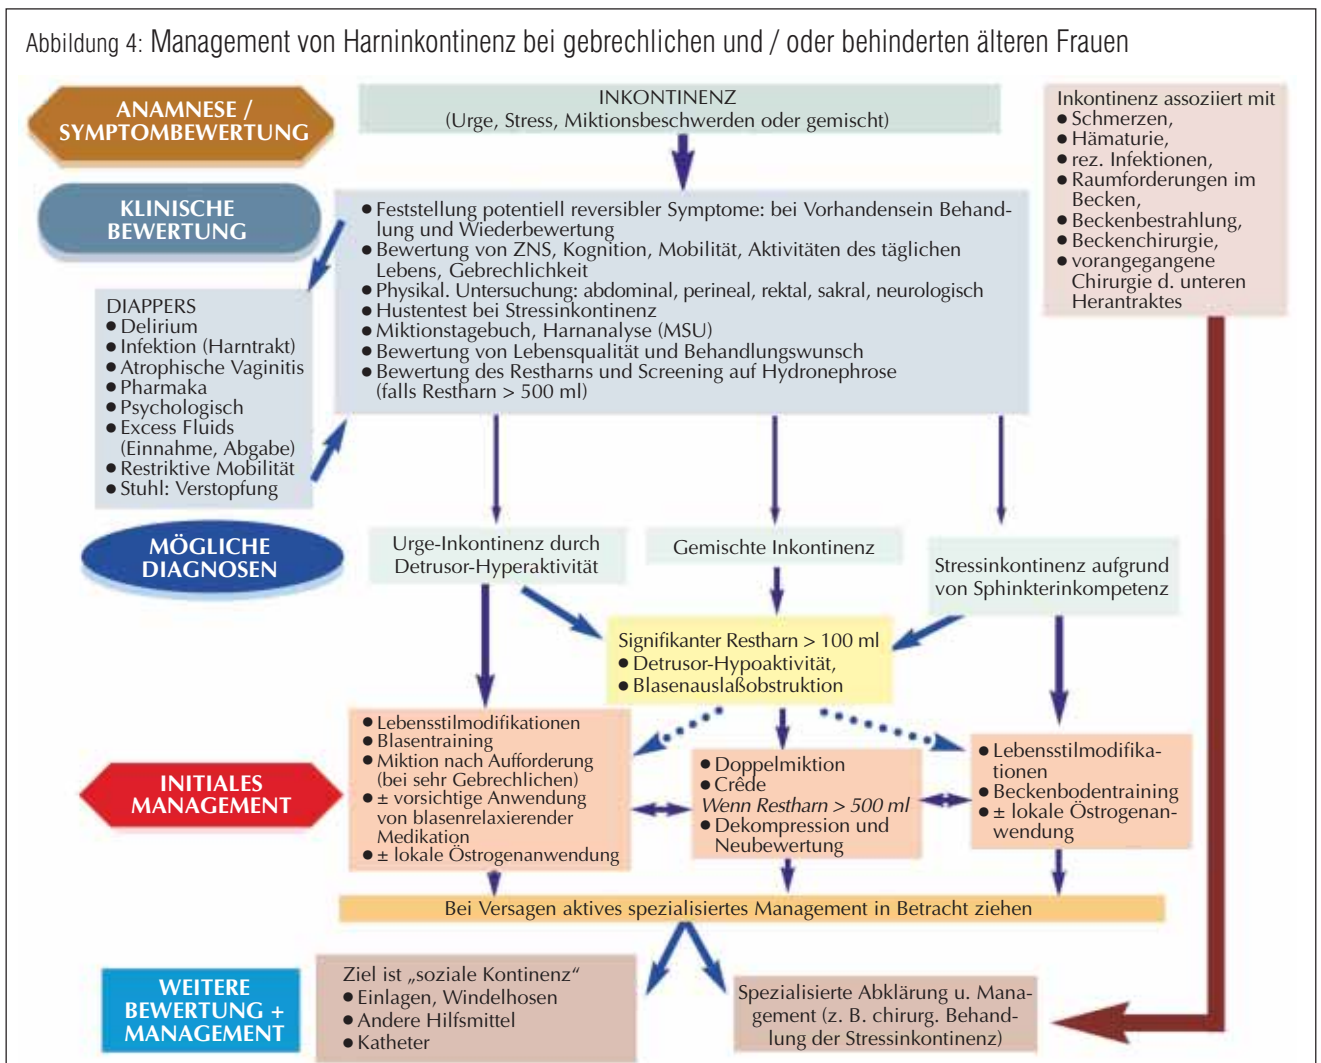 Abbildung 4: Management von Harninkontinenz bei gebrechlichen und / oder behinderten älteren Frauen
ANAMNESE /
SYMPTOMBEWERTUNG
INKONTINENZ
(Urge, Stress, Miktionsbeschwerden oder gemischt)
Inkontinenz assoziiert mit
● Schmerzen,
● Hämaturie,
● rez. Infektionen,
● Raumforderungen im
Becken,
● Beckenbestrahlung,
● Beckenchirurgie,
● vorangegangene
Chirurgie d. unteren
Herantraktes
KLINISCHE
BEWERTUNG
● Feststellung potentiell reversibler Symptome: bei Vorhandensein Behand-
lung und Wiederbewertung
● Bewertung von ZNS, Kognition, Mobilität, Aktivitäten des täglichen
Lebens, Gebrechlichkeit
● Physikal. Untersuchung: abdominal, perineal, rektal, sakral, neurologisch
● Hustentest bei Stressinkontinenz
● Miktionstagebuch, Harnanalyse (MSU)
● Bewertung von Lebensqualität und Behandlungswunsch
● Bewertung des Restharns und Screening auf Hydronephrose
(falls Restharn > 500 ml)
DIAPPERS
● Delirium
● Infektion (Harntrakt)
● Atrophische Vaginitis
● Pharmaka
● Psychologisch
● Excess Fluids
(Einnahme, Abgabe)
● Restriktive Mobilität
● Stuhl: Verstopfung
MÖGLICHE
DIAGNOSEN
Urge-Inkontinenz durch
Detrusor-Hyperaktivität
Gemischte Inkontinenz
Stressinkontinenz aufgrund
von Sphinkterinkompetenz
Signifikanter Restharn > 100 ml
● Detrusor-Hypoaktivität,
● Blasenauslaßobstruktion
INITIALES
MANAGEMENT
● Lebensstilmodifikationen
● Blasentraining
● Miktion nach Aufforderung
(bei sehr Gebrechlichen)
● ± vorsichtige Anwendung
von blasenrelaxierender
Medikation
● ± lokale Östrogenanwendung
● Doppelmiktion
● Crêde
Wenn Restharn > 500 ml
● Dekompression und
Neubewertung
● Lebensstilmodifika-
tionen
● Beckenbodentraining
● ± lokale Östrogenan-
wendung
Bei Versagen aktives spezialisiertes Management in Betracht ziehen
WEITERE
BEWERTUNG +
MANAGEMENT
Ziel ist „soziale Kontinenz“
● Einlagen, Windelhosen
● Andere Hilfsmittel
● Katheter
Spezialisierte Abklärung u. Mana-
gement (z. B. chirurg. Behand-
lung der Stressinkontinenz)